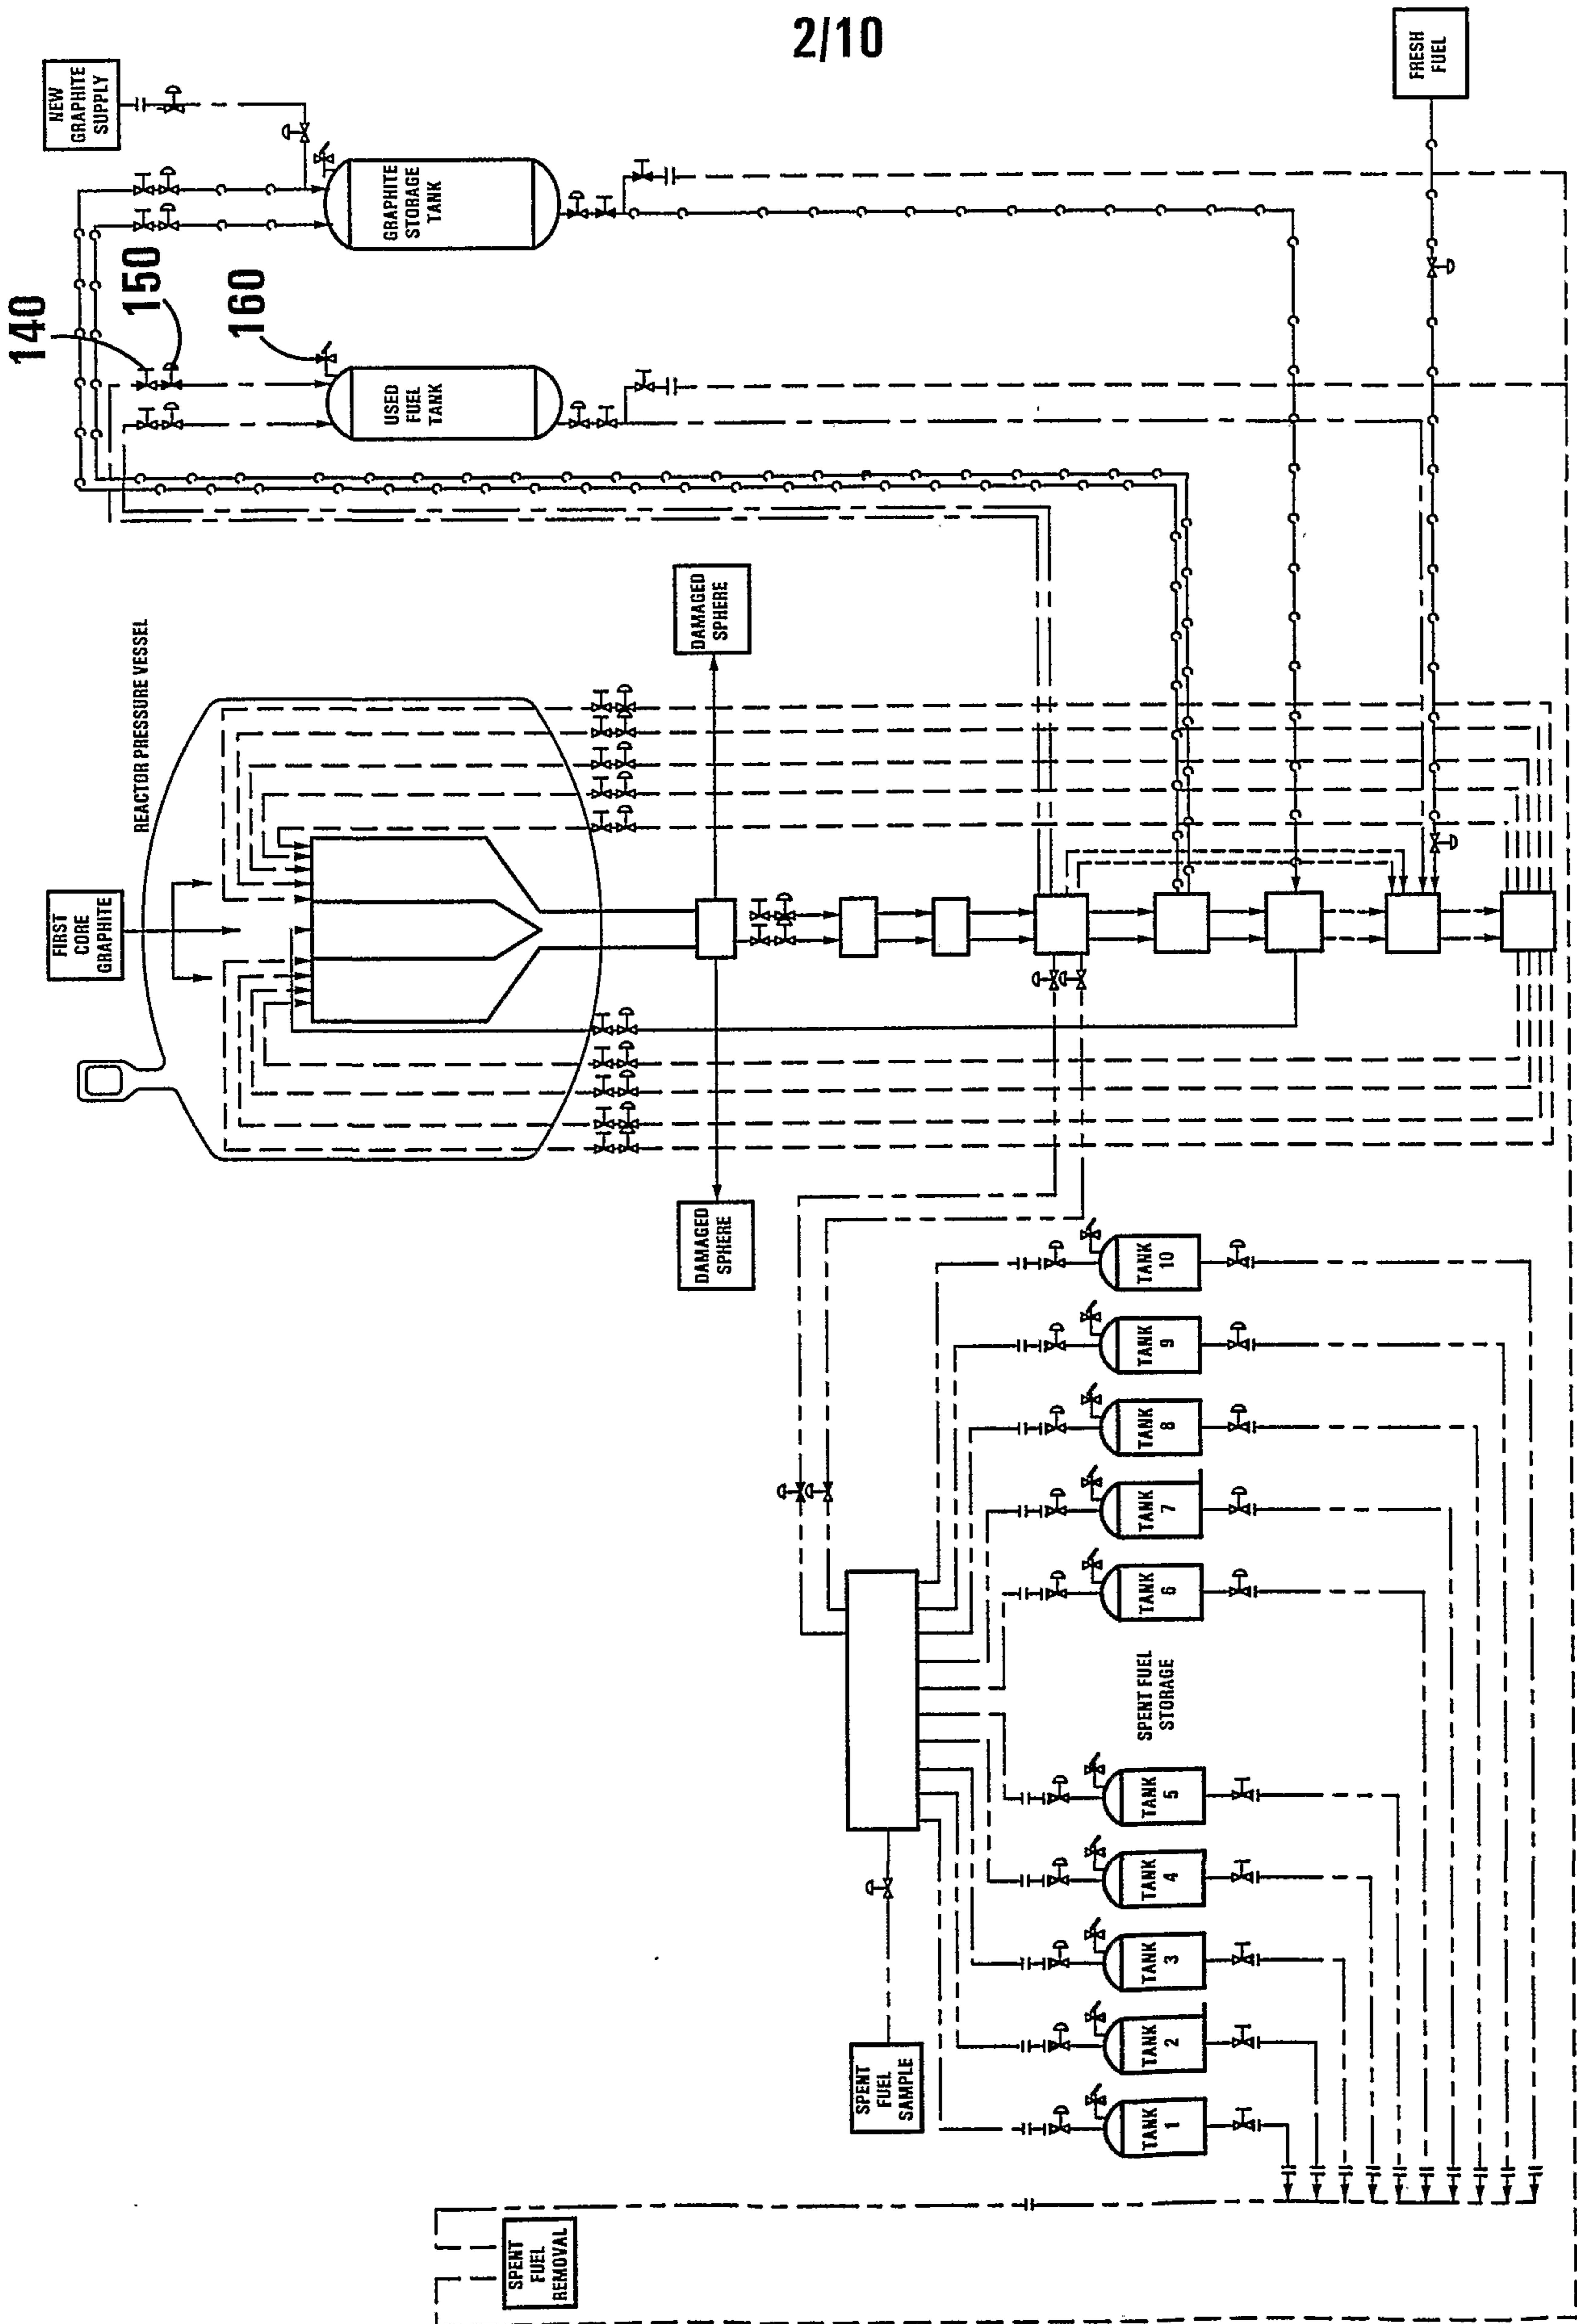 2/10
NEW
GRAPHITE
SUPPLY
FRESH
FUEL
140
150
160
GRAPHITE
STORAGE
TANK
USED
FUEL
TANK
REACTOR PRESSURE VESSEL
FIRST
CORE
GRAPHITE
DAMAGED
SPHERE
DAMAGED
SPHERE
TANK
10
TANK
9
TANK
8
TANK
7
TANK
6
SPENT FUEL
STORAGE
TANK
5
TANK
4
TANK
3
TANK
2
TANK
1
SPENT
FUEL
SAMPLE
SPENT
FUEL
REMOVAL